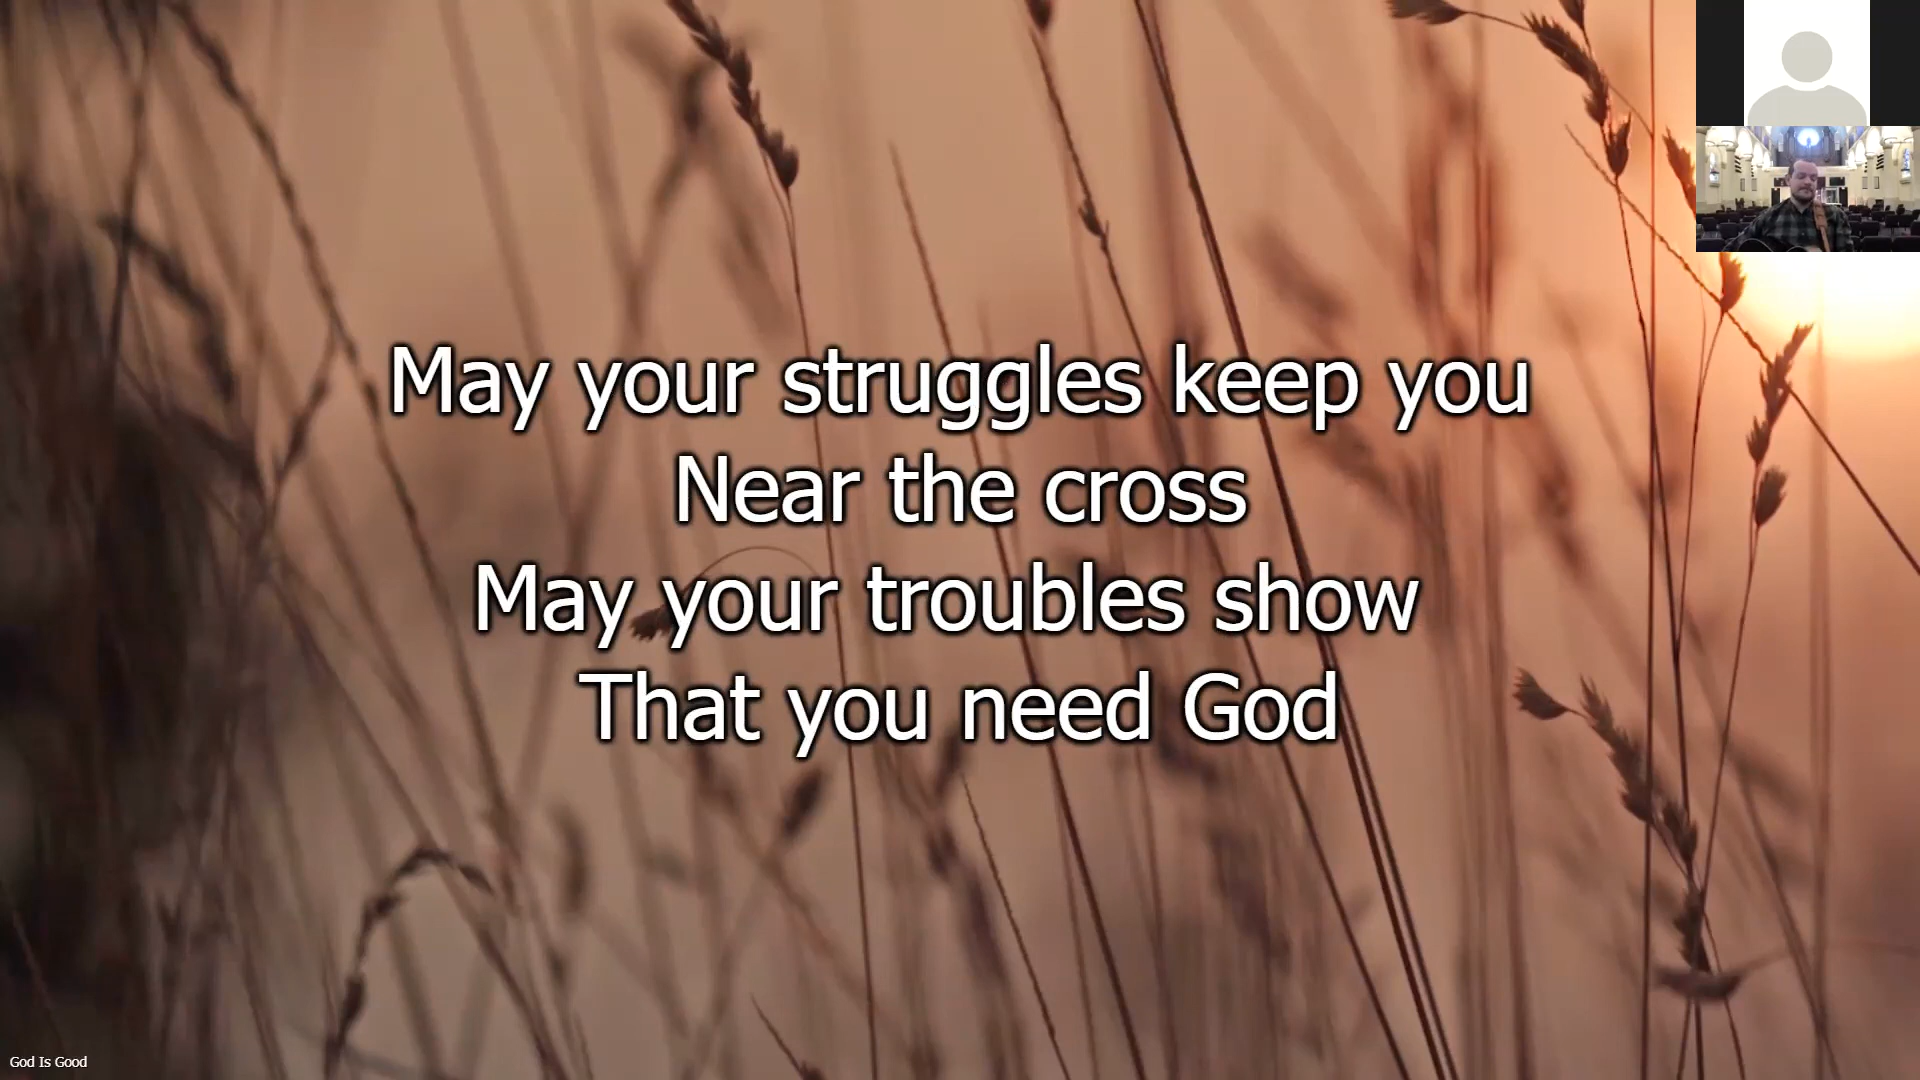 May your struggles keep you
Near the cross
May your troubles show
That you need God
God Is Good